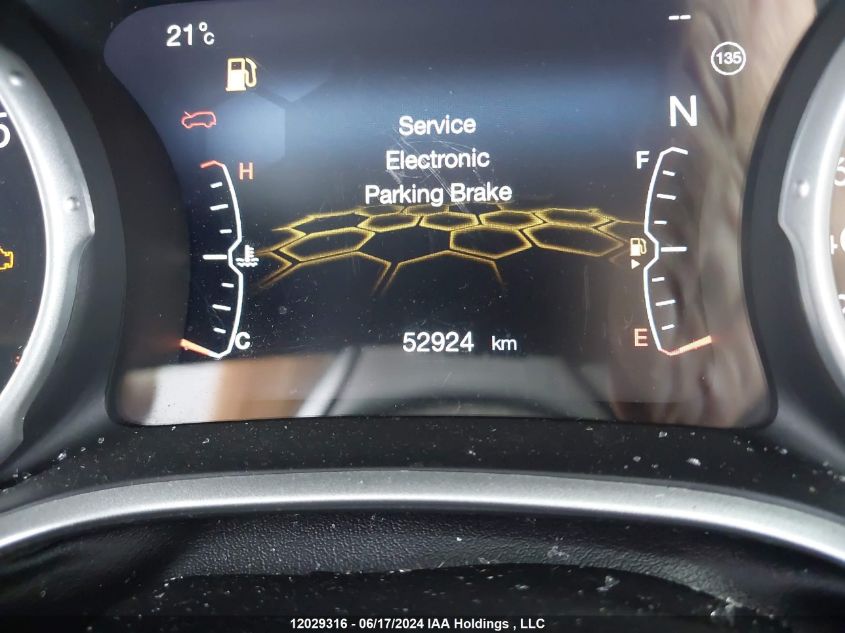 --
21°c
135
N
Service
Electronic
Parking Brake
H
F
C
E
52924 km
12029316 - 06/17/2024 IAA Holdings , LLC